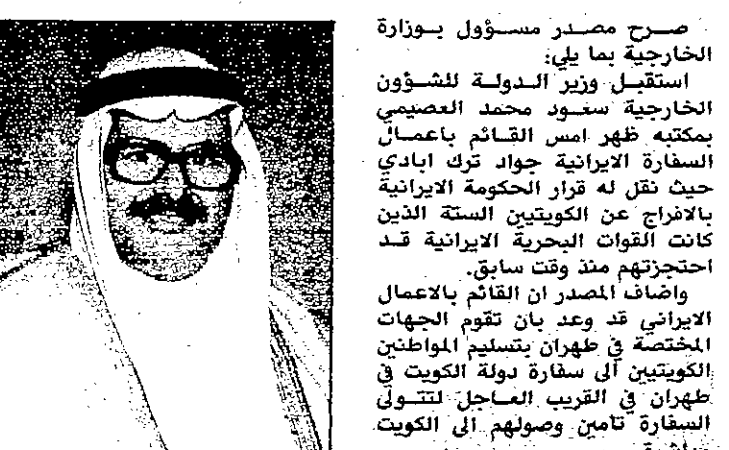 صرح مصدر مسؤول بوزارة
الخارجية بما يلي:
استقبل وزير الدولة للشؤون
الخارجية سعود محمد العصيمي
بمكتبه ظهر امس القائم باعمال
السفارة الايرانية جواد ترك ابادي
حيث نقل له قرار الحكومة الايرانية
بالافراج عن الكويتيين الستة الذين
كانت القوات البحرية الايرانية قد
احتجزتهم منذ وقت سابق.
واضاف المصدر ان القائم بالاعمال
الايراني قد وعد بان تقوم الجهات
المختصة في طهران بتسليم المواطنين
الكويتيين الى سفارة دولة الكويت في
طهران في القريب العاجل لتتولى
السفارة تامين وصولهم الى الكويت